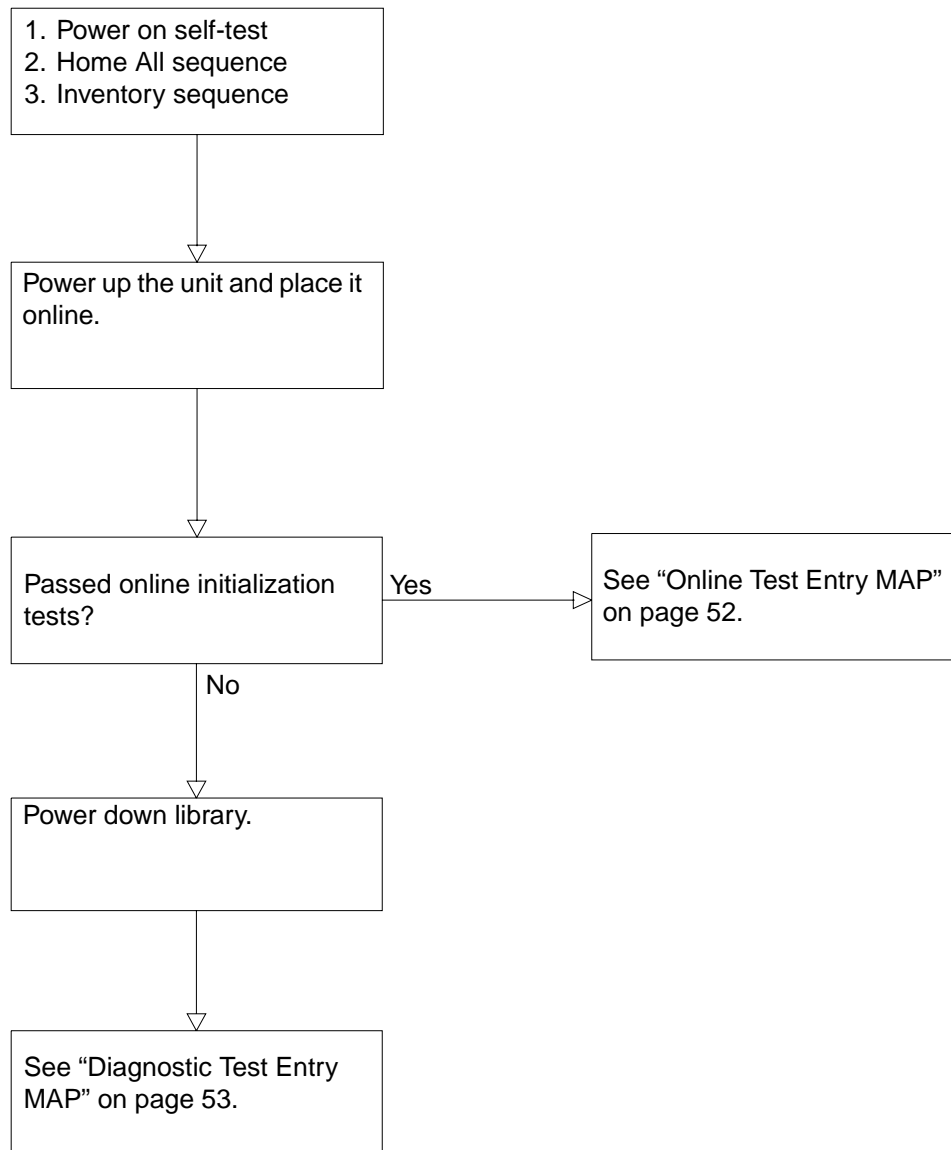 1. Power on self-test
2. Home All sequence
3. Inventory sequence
Power up the unit and place it
online.
Passed online initialization
tests?
Yes
See “Online Test Entry MAP”
on page 52.
No
Power down library.
See “Diagnostic Test Entry
MAP” on page 53.